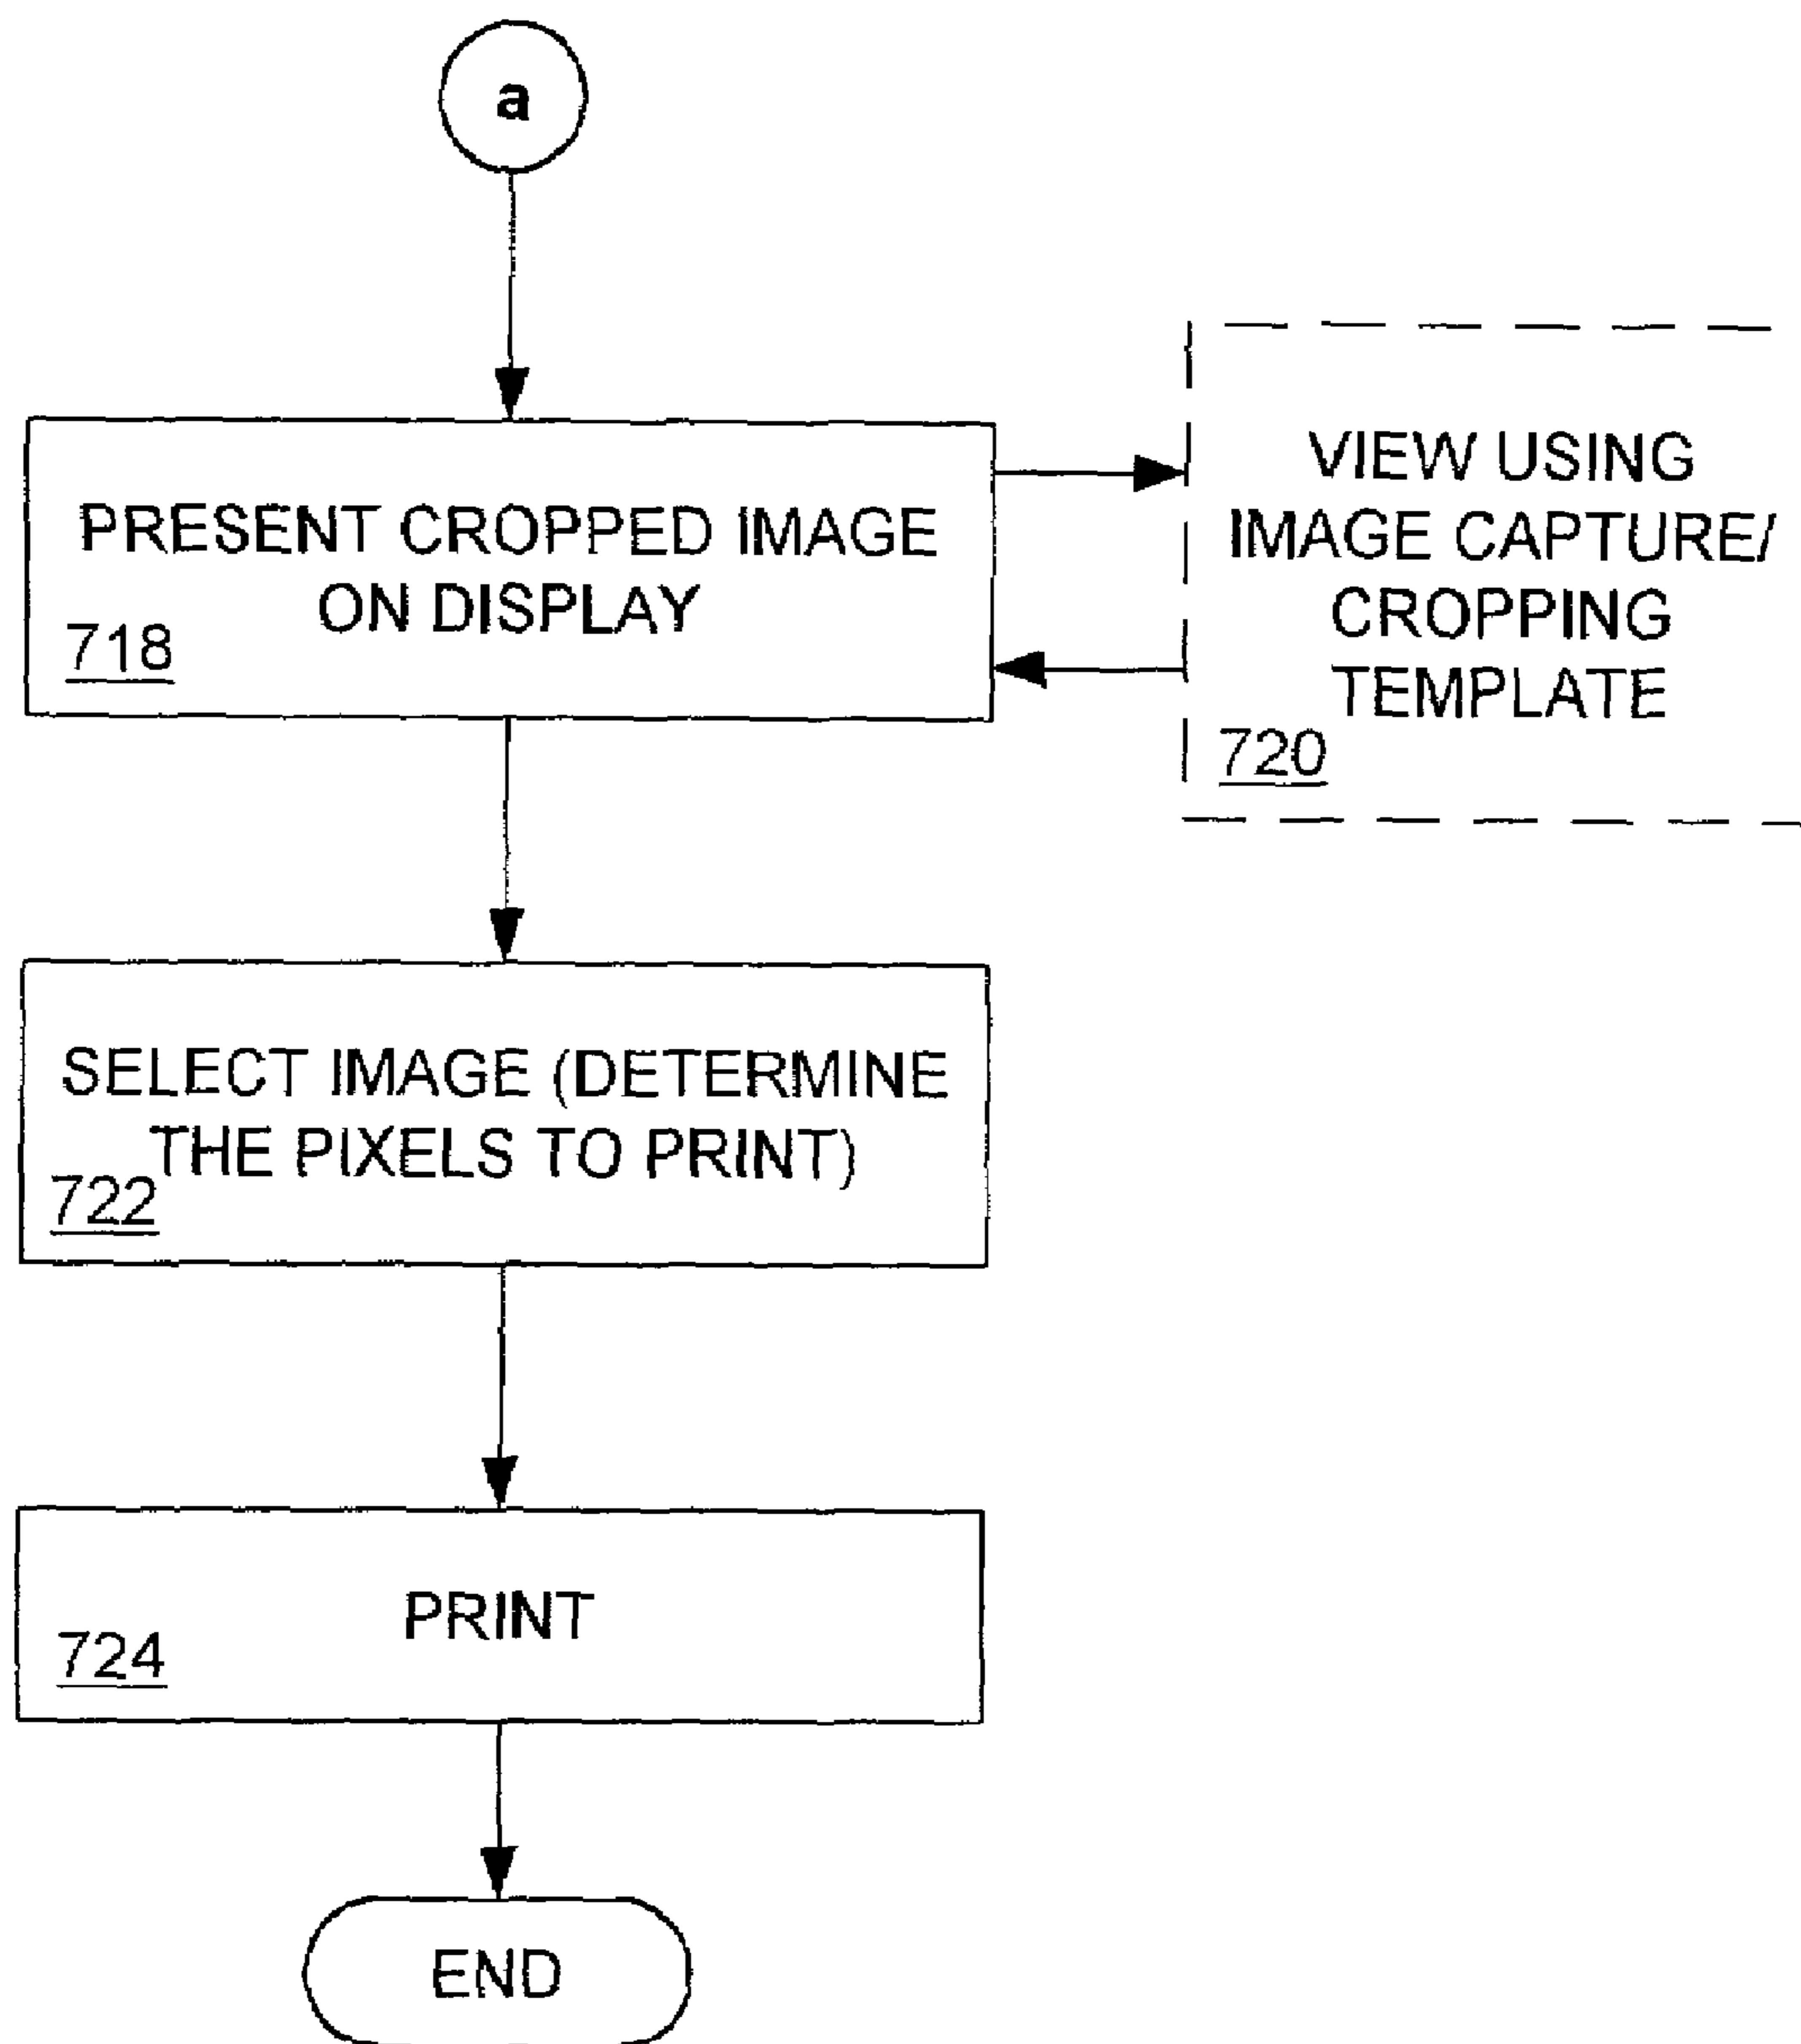 a
PRESENT CROPPED IMAGE
ON DISPLAY
718
VIEW USING
IMAGE CAPTURE/
CROPPING
TEMPLATE
720
SELECT IMAGE (DETERMINE
THE PIXELS TO PRINT)
722
PRINT
724
END